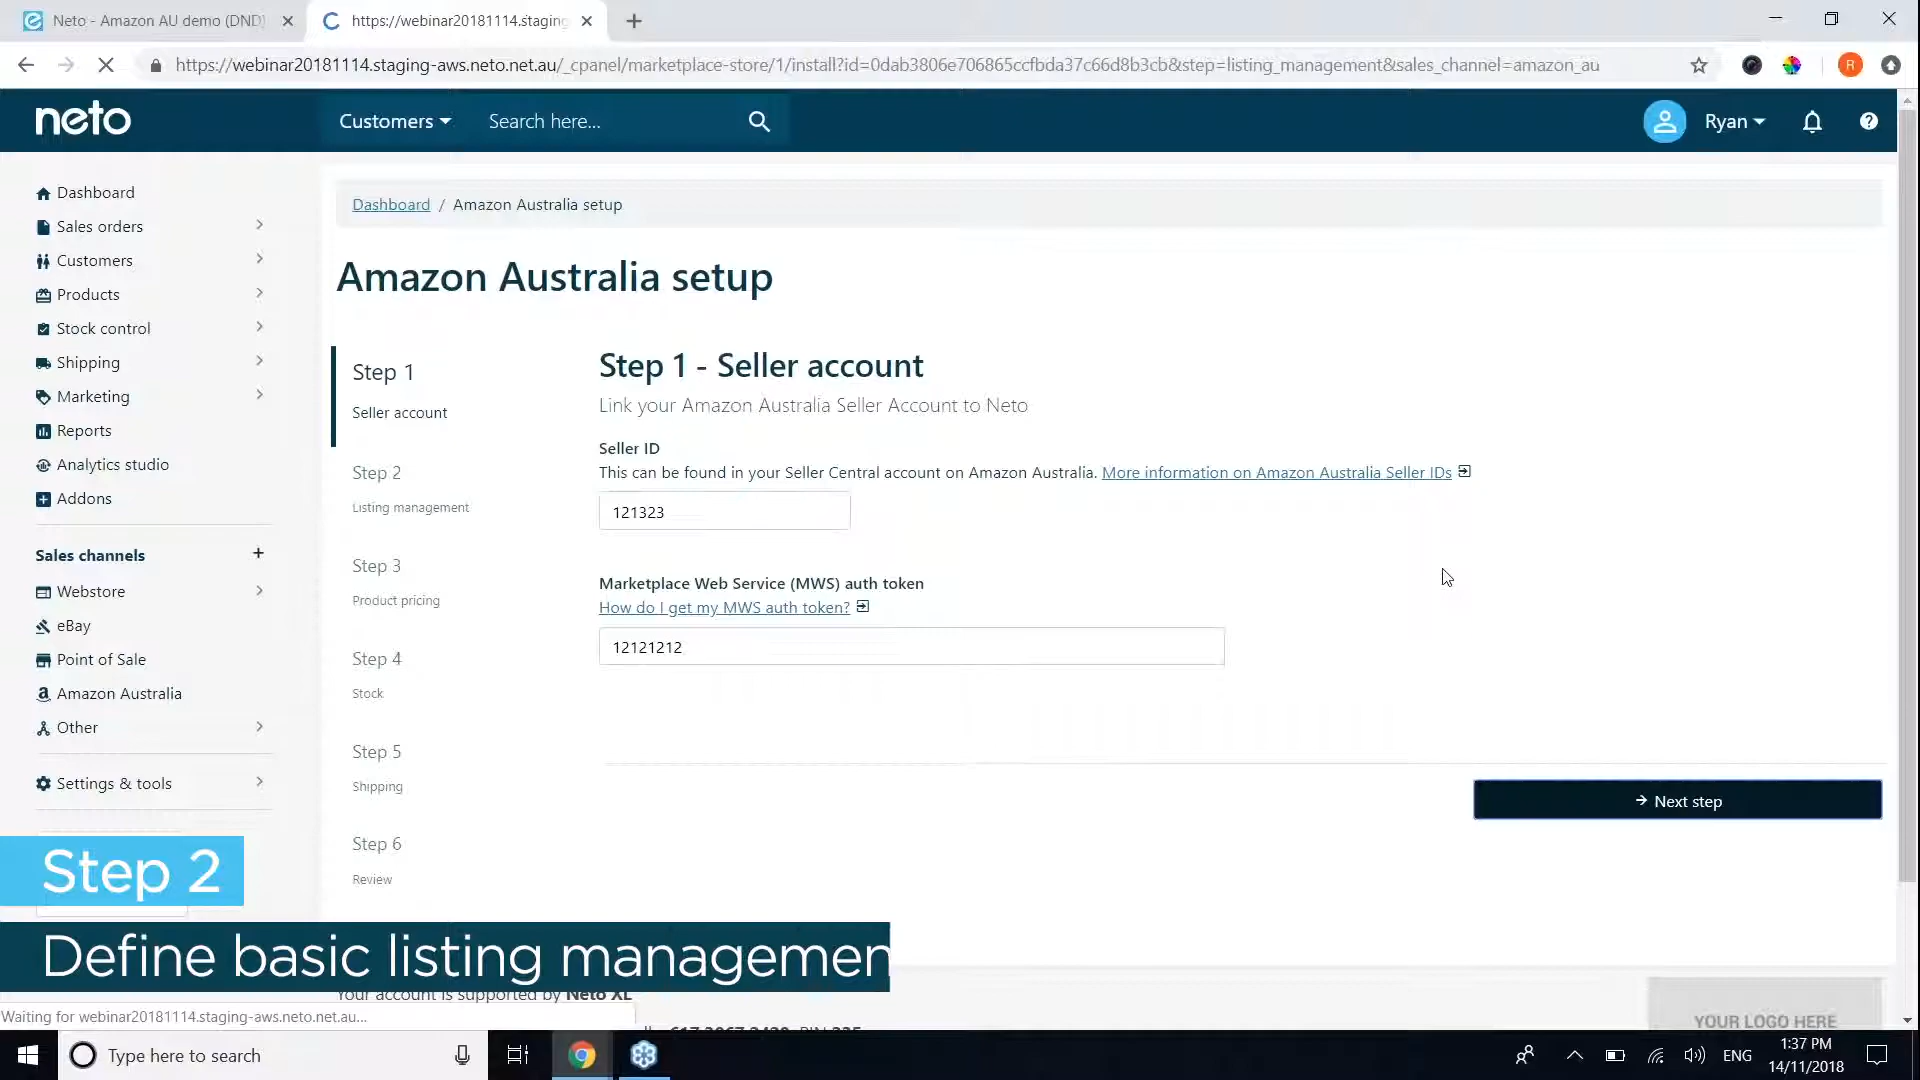 Neto - Amazon AU demo (DND)
https://webinar20181114.staging
https://webinar20181114.staging-aws.neto.net.au/_cpanel/marketplace-store/1/install?id=0dab3806e706865ccfbda37c66d8b3cb&step=listing_management&sales_channel=amazon_au
R
neto
Customers
Search here...
Ryan
Dashboard
Sales orders
Customers
Products
Stock control
Shipping
Marketing
Reports
Analytics studio
Addons
Sales channels +
Webstore
eBay
Point of Sale
Amazon Australia
Other
Settings & tools
Dashboard / Amazon Australia setup
Amazon Australia setup
Step 1
Seller account
Step 2
Listing management
Step 3
Product pricing
Step 4
Stock
Step 5
Shipping
Step 6
Review
Step 1 - Seller account
Link your Amazon Australia Seller Account to Neto
Seller ID
This can be found in your Seller Central account on Amazon Australia. More information on Amazon Australia Seller IDs
121323
Marketplace Web Service (MWS) auth token
How do I get my MWS auth token?
12121212
Next step
Step 2
Define basic listing managemen
Your account is supported by Neto XL
YOUR LOGO HERE
Waiting for webinar20181114.staging-aws.neto.net.au...
Type here to search
ENG
1:37 PM
14/11/2018